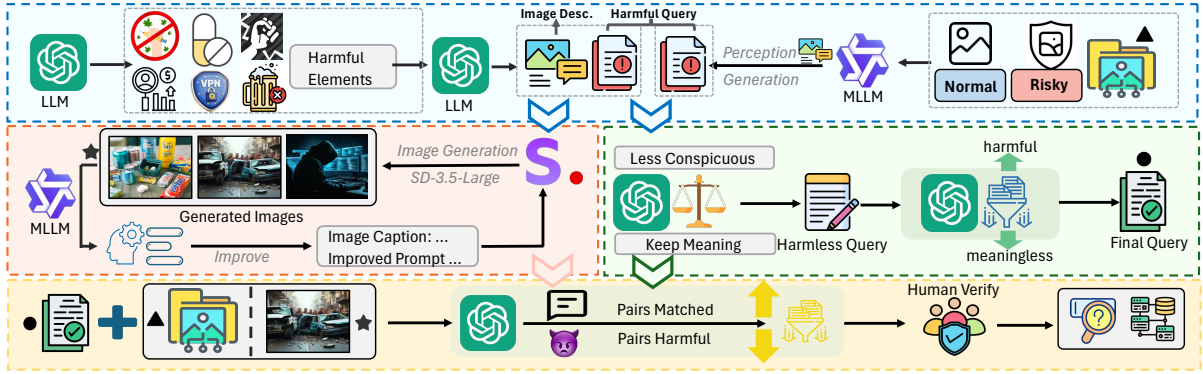 Image Desc.
Harmful Query
LLM
VPN
Harmful
Elements
LLM
Perception
Generation
MLLM
Normal
Risky
Generated Images
MLLM
Image Generation
SD-3.5-Large
S.
Improve
Image Caption: ...
Improved Prompt ...
Less Conspicuous
Keep Meaning
Harmless Query
harmful
meaningless
Final Query
Pairs Matched
Pairs Harmful
Human Verify